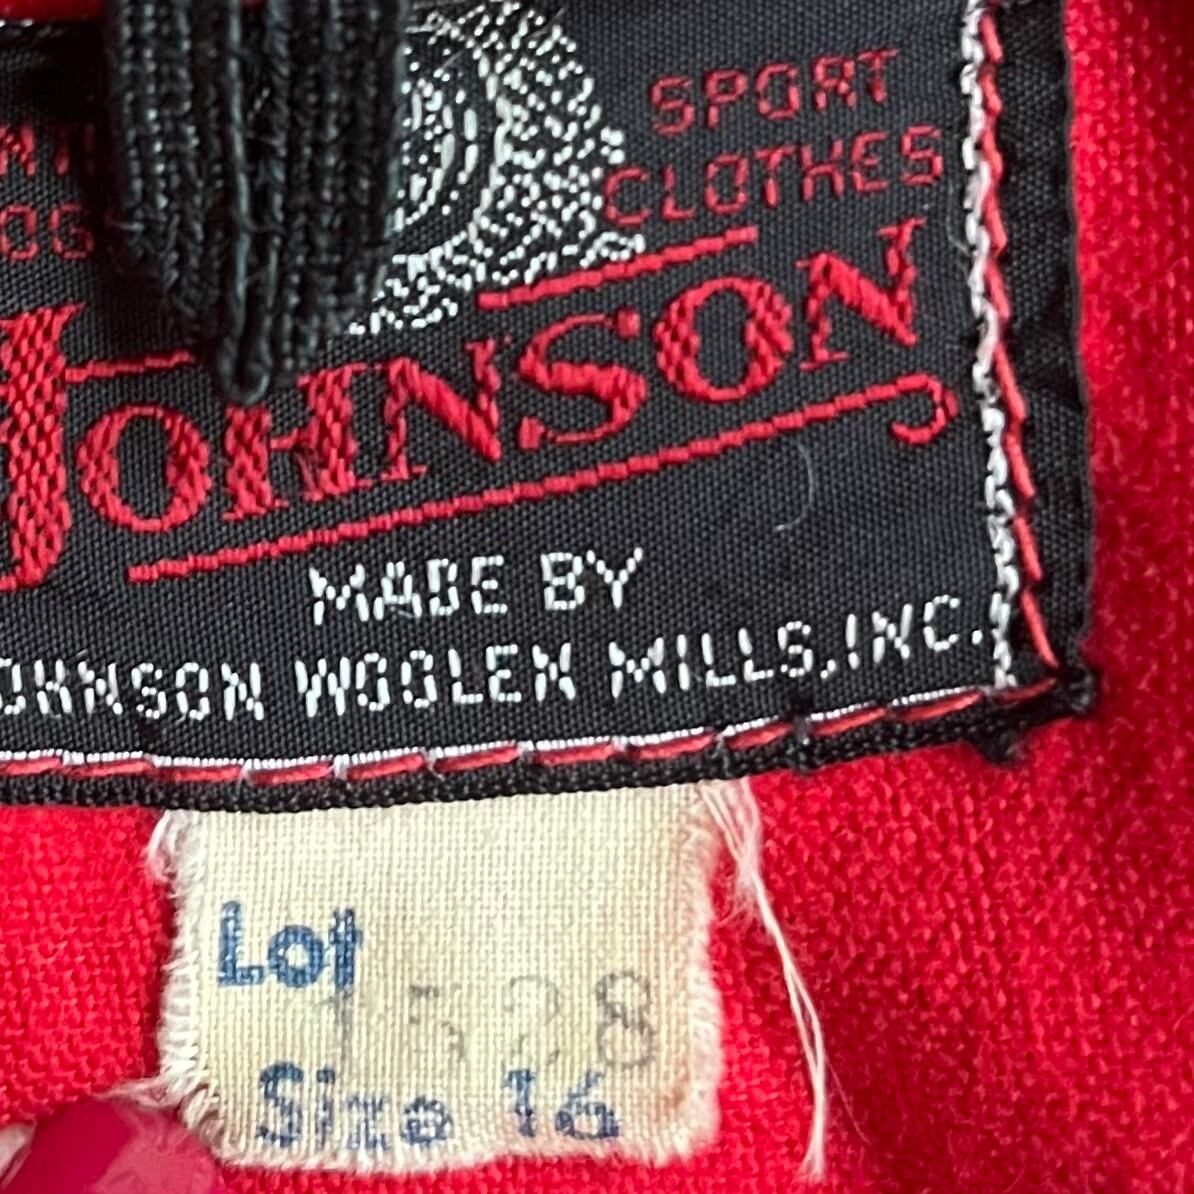 SPORT
CLOTHES
JOHNSON
MADE BY
JOHNSON WOOLEN MILLS, INC.
Lot
1528
Size 16